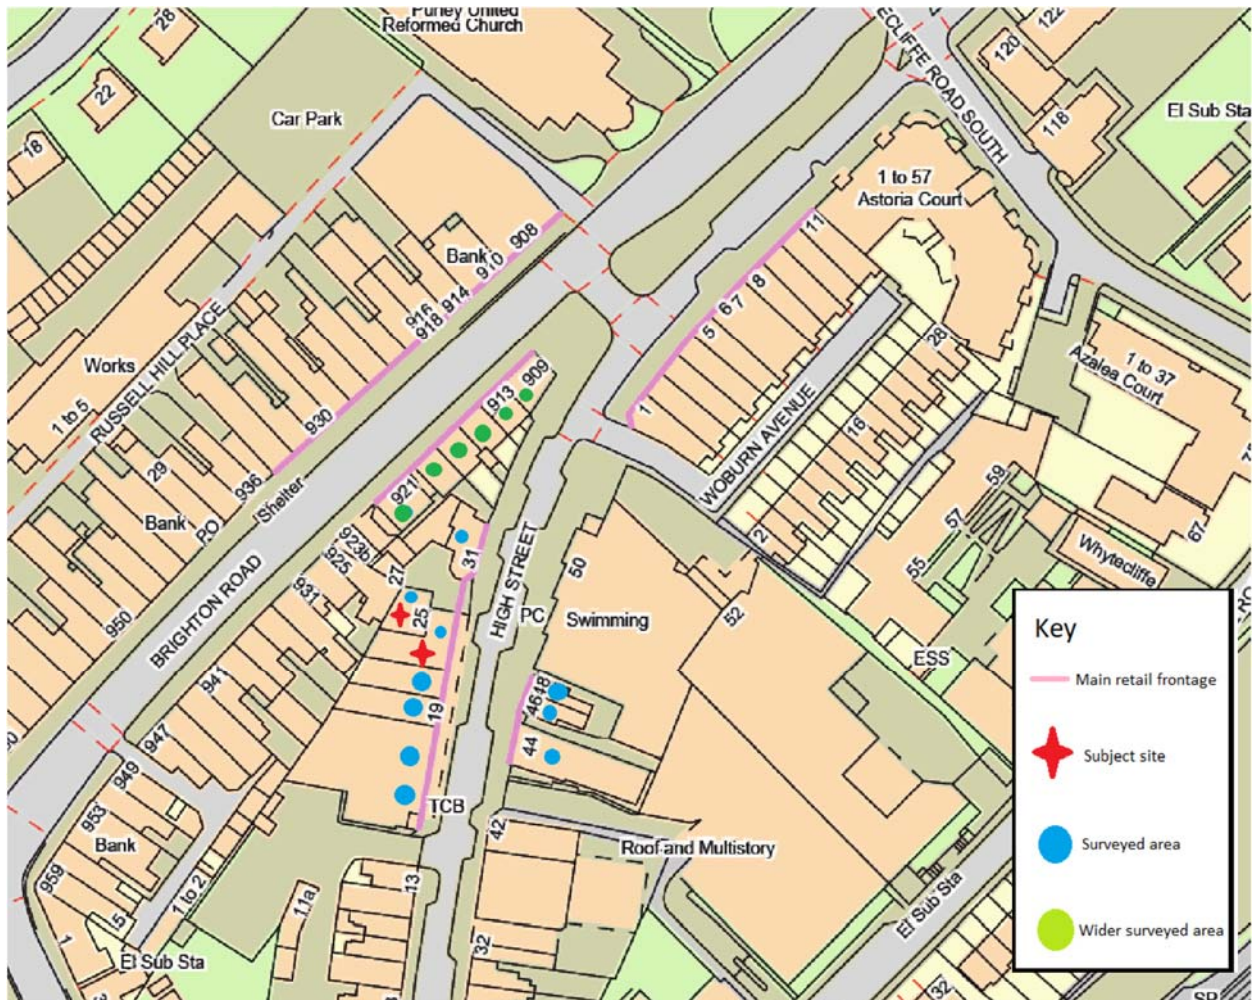 28
Purley United
Reformed Church
ECLIFFE ROAD SOUTH
122
120
118
22
18
Car Park
El Sub Sta
1 to 57
Astoria Court
Bank
908
910
914
916
918
11
8
7
6
5
1
Works
1 to 5
RUSSELL HILL PLACE
930
936
29
Bank
PO
Shelter
909
913
921
923b
925
931
28
16
2
WOBURN AVENUE
1 to 37
Azalea Court
59
57
55
67
Whytecliffe
950
BRIGHTON ROAD
941
947
949
27
25
31
19
HIGH STREET
50
PC
Swimming
52
ESS
4648
44
TCB
42
Roof and Multistory
953
Bank
959
1
5
1 to 2
El Sub Sta
11a
13
32
El Sub Sta
32
SP
Key
Main retail frontage
Subject site
Surveyed area
Wider surveyed area